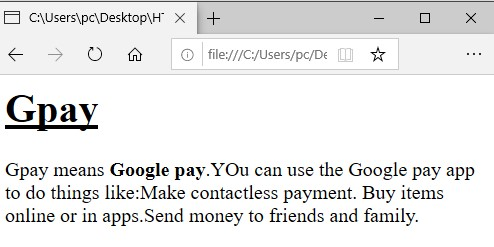 C:\Users\pc\Desktop\HT
file:///C:/Users/pc/De
Gpay
Gpay means Google pay.YOu can use the Google pay app
to do things like:Make contactless payment. Buy items
online or in apps.Send money to friends and family.